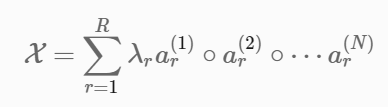 𝒳 = ∑_{r=1}^{R} λ_r a_r^{(1)} ∘ a_r^{(2)} ∘ ⋯ a_r^{(N)}